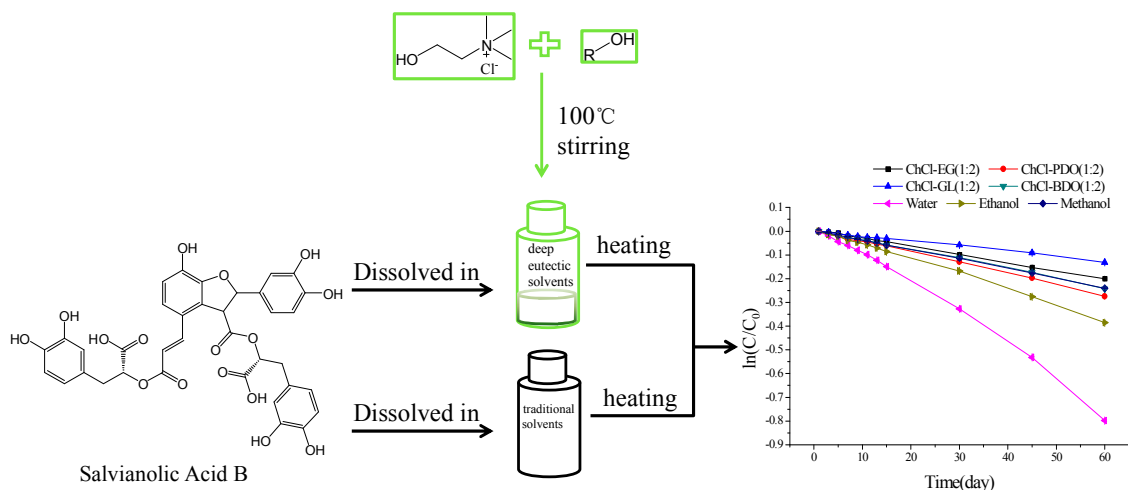 HO
N
+
Cl-
R
OH
100℃
stirring
deep
eutectic
solvents
heating
Dissolved in
OH
HO
O
OH
OH
OH
HO
HO
O
O
O
O
O
O
OH
HO
OH
Salvianolic Acid B
Dissolved in
traditional
solvents
heating
ChCl-EG(1:2) ChCl-PDO(1:2)
ChCl-GL(1:2) ChCl-BDO(1:2)
Water Ethanol Methanol
ln(C/C0)
0.1
0.0
-0.1
-0.2
-0.3
-0.4
-0.5
-0.6
-0.7
-0.8
-0.9
0 10 20 30 40 50 60
Time(day)